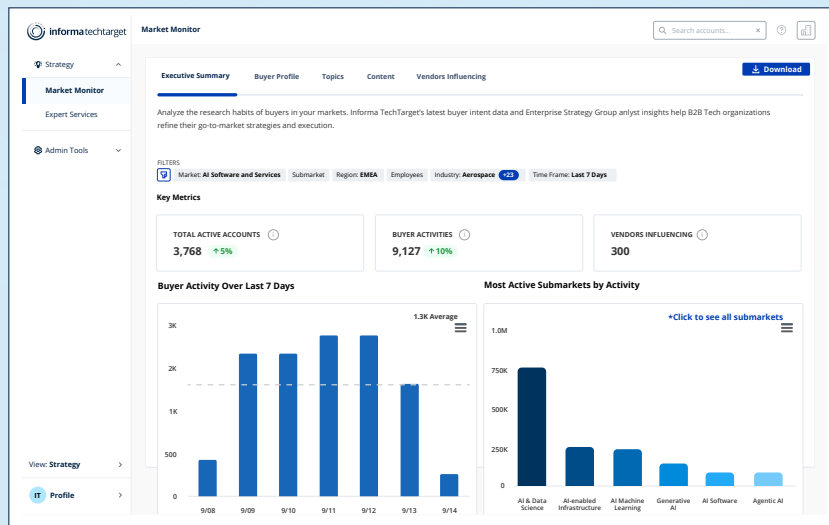 informa techtarget
Market Monitor
Search accounts...
Strategy
Market Monitor
Expert Services
Admin Tools
View: Strategy
IT Profile
Executive Summary Buyer Profile Topics Content Vendors Influencing
Download
Analyze the research habits of buyers in your markets. Informa TechTarget's latest buyer intent data and Enterprise Strategy Group anlyst insights help B2B Tech organizations
refine their go-to-market strategies and execution.
FILTERS
Market: AI Software and Services Submarket Region: EMEA Employees Industry: Aerospace +23 Time Frame: Last 7 Days
Key Metrics
TOTAL ACTIVE ACCOUNTS
3,768 ↑5%
BUYER ACTIVITIES
9,127 ↑10%
VENDORS INFLUENCING
300
Buyer Activity Over Last 7 Days
1.3K Average
3K
2K
1K
500
0
9/08 9/09 9/10 9/11 9/12 9/13 9/14
Most Active Submarkets by Activity
*Click to see all submarkets
1.0M
750K
500K
250K
0
AI & Data
Science
AI-enabled
Infrastructure
AI Machine
Learning
Generative
AI
AI Software
Agentic AI